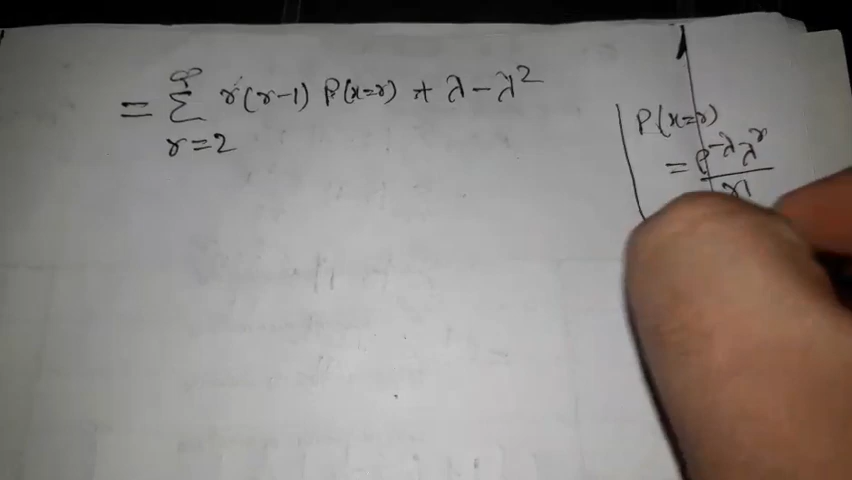 = ∞ Σ r=2 r(r-1) P(x=r) + λ - λ²
P(x=r)
= e^-λ λ^r / r!